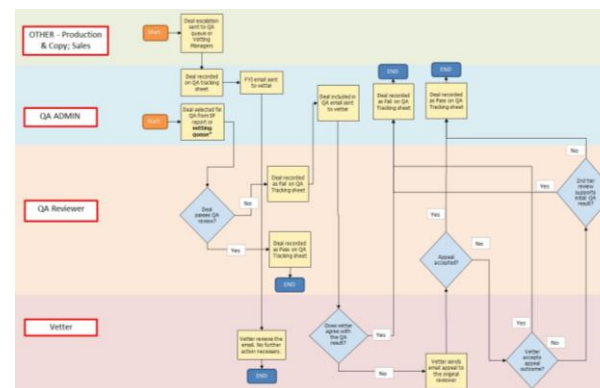 OTHER - Production
& Copy; Sales
Start
Deal escalation
sent to QA
queue or
Vetting
Managers
Deal recorded
on QA
tracking sheet
FYI email sent
to vetter
QA ADMIN
Start
Deal selected for
QA from SF
report or
vetting
queue*
Deal included in
QA email sent
to vetter
END
Deal recorded
as Fail on QA
Tracking sheet
END
Deal recorded
as Pass on QA
Tracking sheet
QA Reviewer
Deal
passes QA
review?
No
Deal recorded
as Fail on QA
Tracking sheet
Yes
Deal recorded
as Pass on QA
Tracking sheet
END
Yes
Appeal
accepted?
No
No
Yes
2nd tier
review
supports
initial QA
result?
Vetter
Vetter reviews the
email. No further
action necessary.
END
Does vetter
agree with
the QA
result?
Yes
No
Vetter sends
email appeal to
the original
reviewer
Vetter
accepts appeal
outcome?
Yes
No